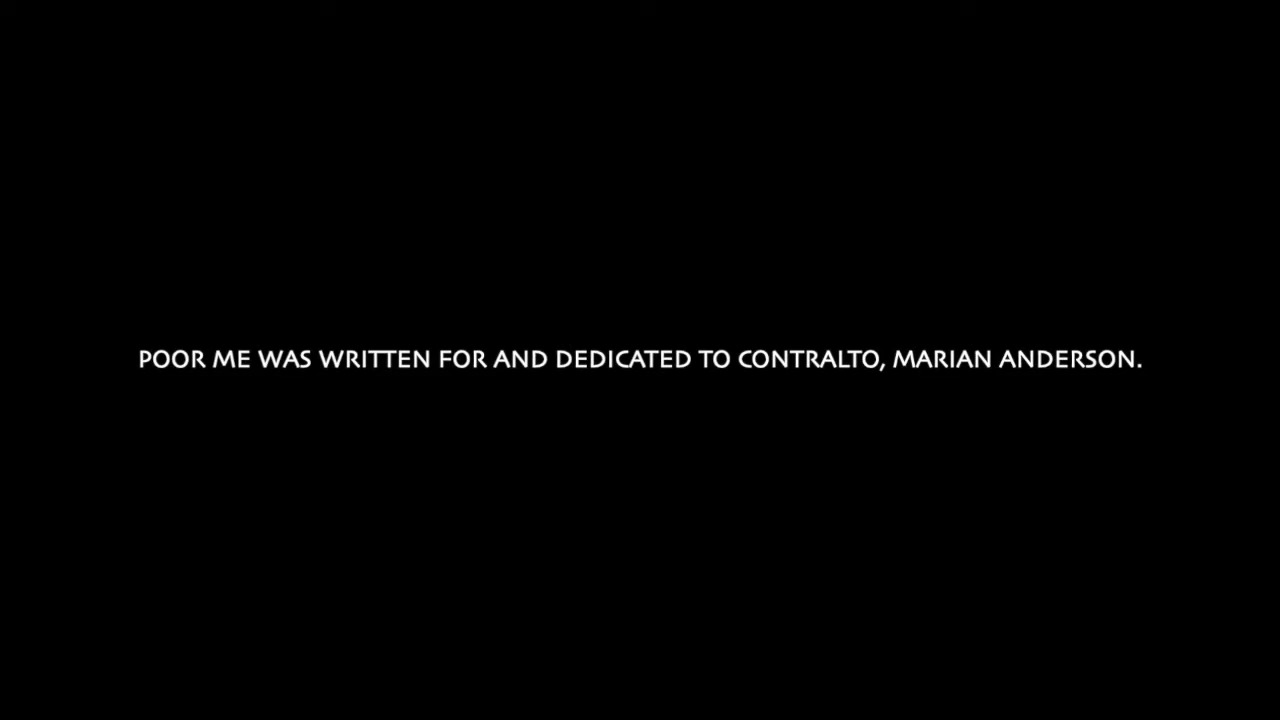 POOR ME WAS WRITTEN FOR AND DEDICATED TO CONTRALTO, MARIAN ANDERSON.